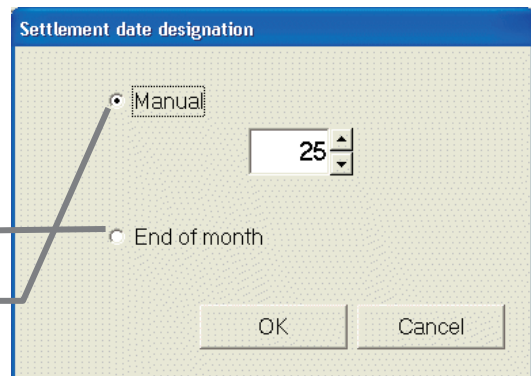 Settlement date designation
Manual
25
End of month
OK
Cancel